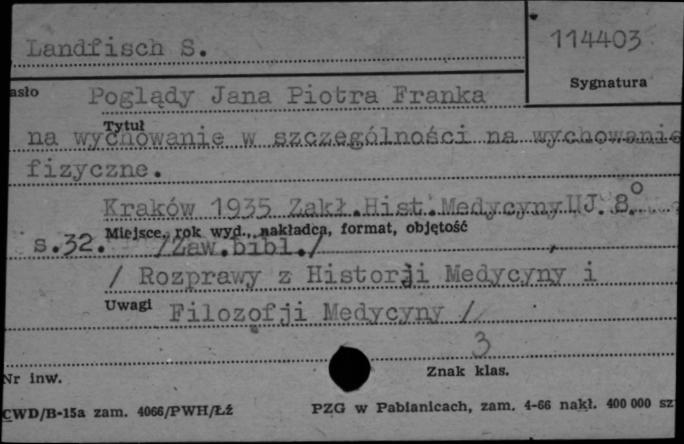 Landfisch S.
114403
Sygnatura
asło
Poglądy Jana Piotra Franka
Tytuł
na wychowanie w szczególności na wychowanie
fizyczne.
Kraków 1935 Zakł.Hist.Medycyny UJ. 8°
Miejsce, rok wyd., nakładca, format, objętość
s.32. /Zaw.bibl./
/ Rozprawy z Historji Medycyny i
Uwagi
Filozofji Medycyny /
3
Nr inw.
Znak klas.
CWD/B-15a zam. 4066/PWH/Łż
PZG w Pabianicach, zam. 4-66 nakł. 400 000 sz